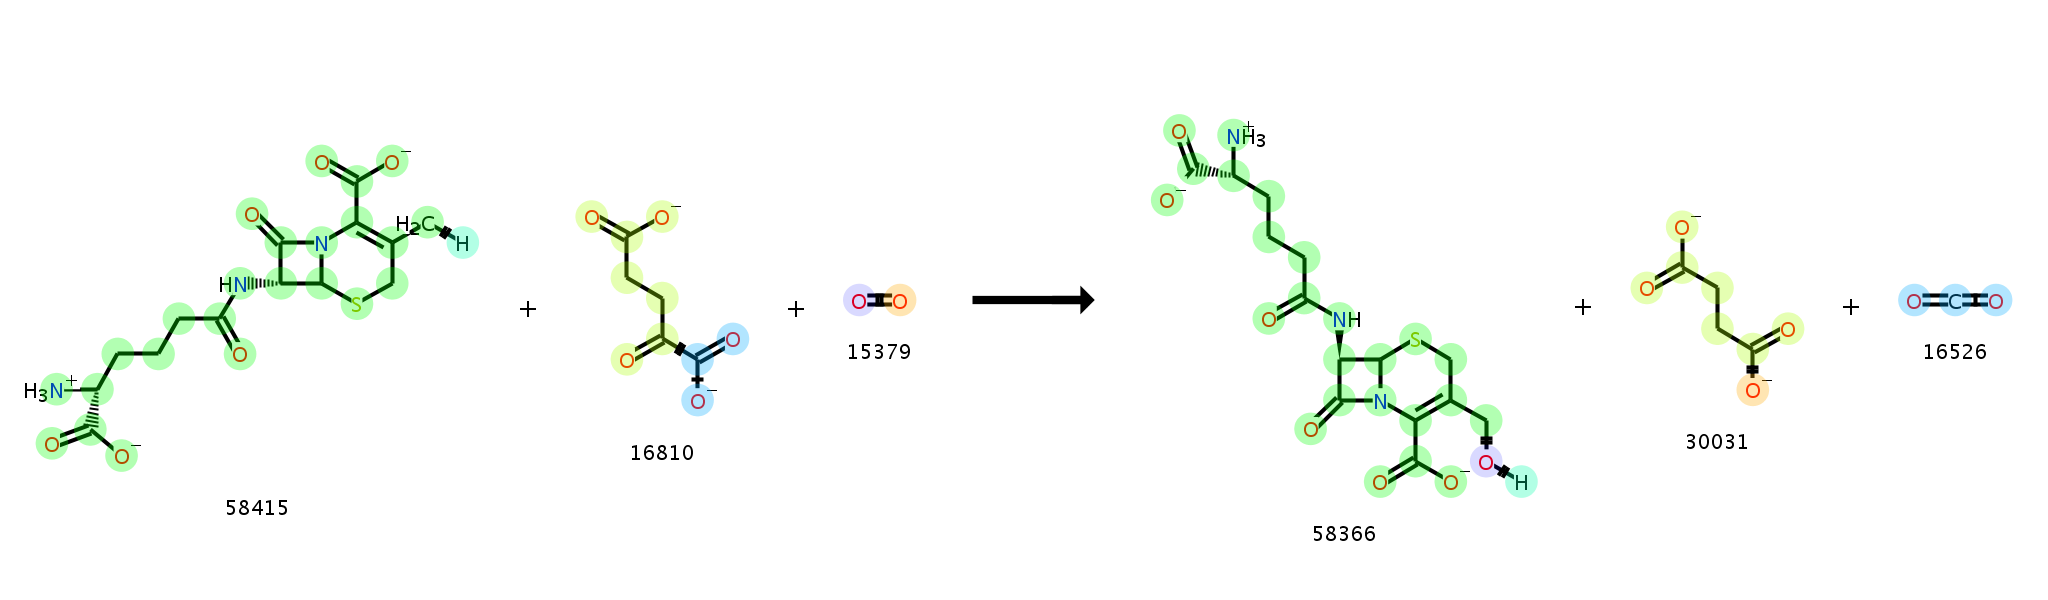 O O −
O N H₂C H
HN S
O
H₃N +
O O −
58415
+
O O −
O O
O −
16810
+
O O
15379
O NH₃ +
O −
O NH
S
O N
O O − O H
58366
+
O −
O
O
O −
30031
+
O C O
16526